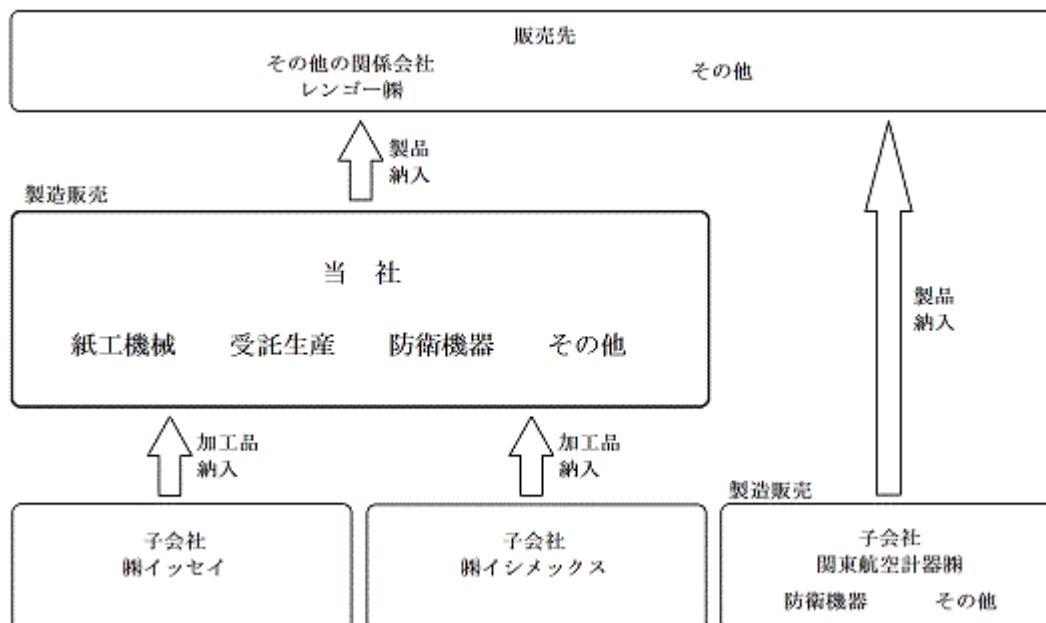 販売先
その他の関係会社
レンゴー㈱
その他
製品
納入
製造販売
当 社
紙工機械 受託生産 防衛機器 その他
製品
納入
加工品
納入
加工品
納入
子会社
㈱イッセイ
子会社
㈱イシメックス
製造販売
子会社
関東航空計器㈱
防衛機器 その他